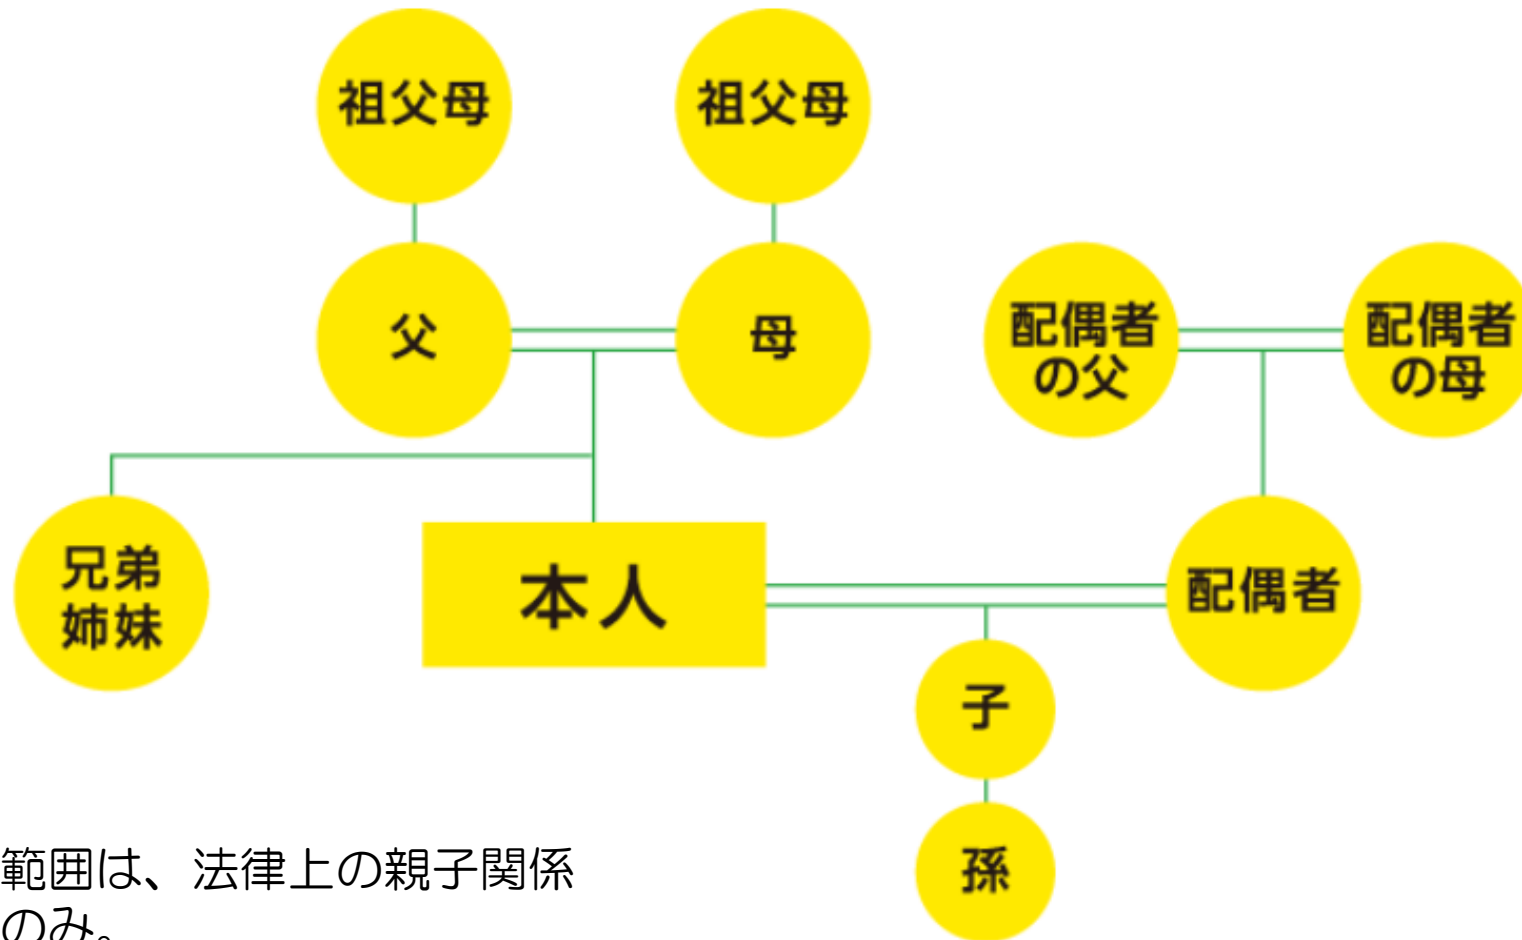 祖父母
祖父母
父
母
配偶者
の父
配偶者
の母
兄弟
姉妹
本人
配偶者
子
孫
範囲は、法律上の親子関係
のみ。